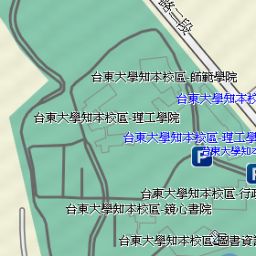 路二段
台東大學知本校區-師範學院
台東大學知本校
台東大學知本校區-理工學院
台東大學知本校區-理工學
台東大學知
P
P
台東大學知本校區-行政
台東大學知本校區-鏡心書院
台東大學知本校區-圖書資